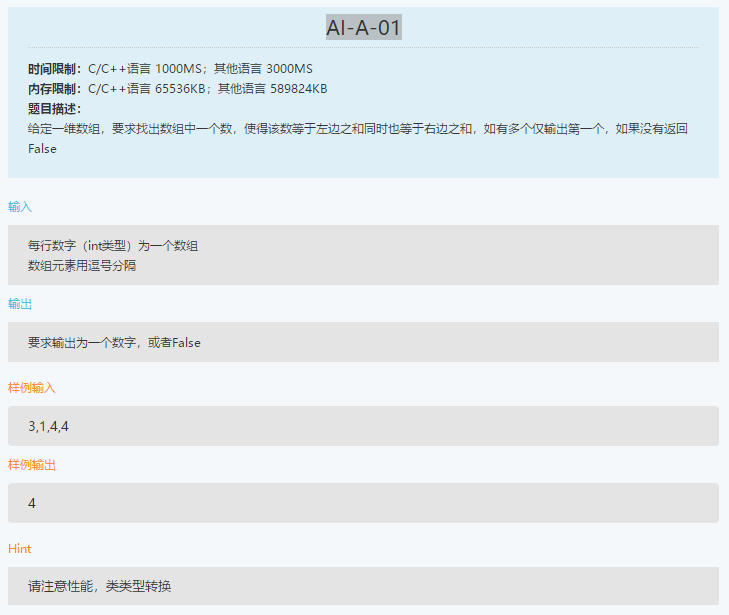 AI-A-01
时间限制：C/C++语言 1000MS；其他语言 3000MS
内存限制：C/C++语言 65536KB；其他语言 589824KB
题目描述：
给定一维数组，要求找出数组中一个数，使得该数等于左边之和同时也等于右边之和，如有多个仅输出第一个，如果没有返回
False
输入
每行数字（int类型）为一个数组
数组元素用逗号分隔
输出
要求输出为一个数字，或者False
样例输入
3,1,4,4
样例输出
4
Hint
请注意性能，类类型转换